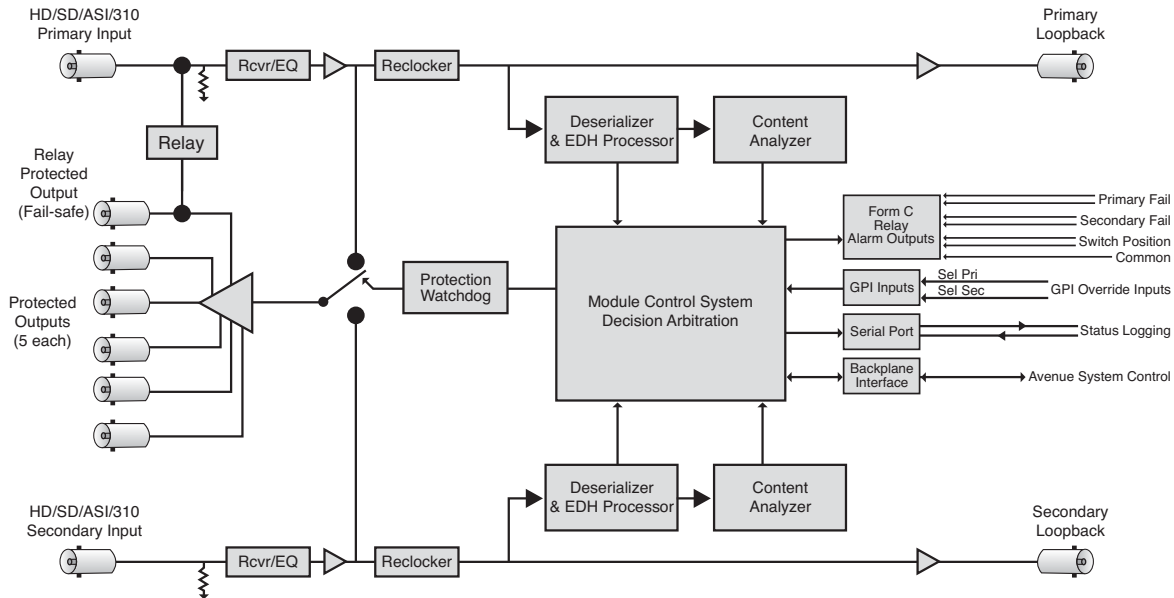 HD/SD/ASI/310
Primary Input
Primary
Loopback
Rcvr/EQ
Reclocker
Relay
Deserializer
& EDH Processor
Content
Analyzer
Relay
Protected
Output
(Fail-safe)
Form C
Relay
Alarm Outputs
Primary Fail
Secondary Fail
Switch Position
Common
Protection
Watchdog
Module Control System
Decision Arbitration
GPI Inputs
Sel Pri
Sel Sec
GPI Override Inputs
Protected
Outputs
(5 each)
Serial Port
Status Logging
Backplane
Interface
Avenue System Control
Deserializer
& EDH Processor
Content
Analyzer
HD/SD/ASI/310
Secondary Input
Secondary
Loopback
Rcvr/EQ
Reclocker